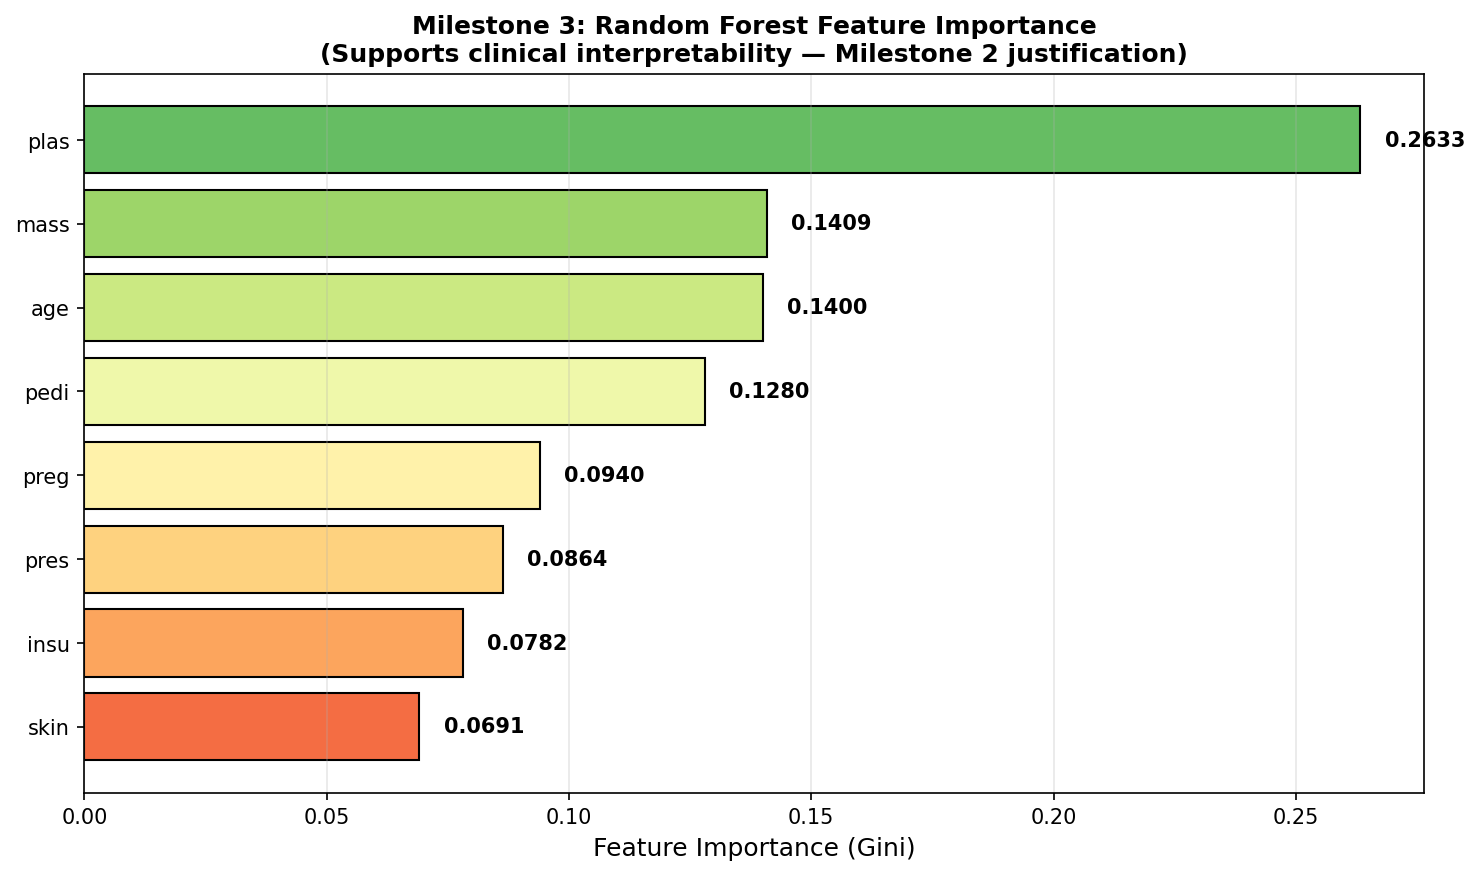 Milestone 3: Random Forest Feature Importance
(Supports clinical interpretability — Milestone 2 justification)
plas 0.2633
mass 0.1409
age 0.1400
pedi 0.1280
preg 0.0940
pres 0.0864
insu 0.0782
skin 0.0691
0.00 0.05 0.10 0.15 0.20 0.25
Feature Importance (Gini)